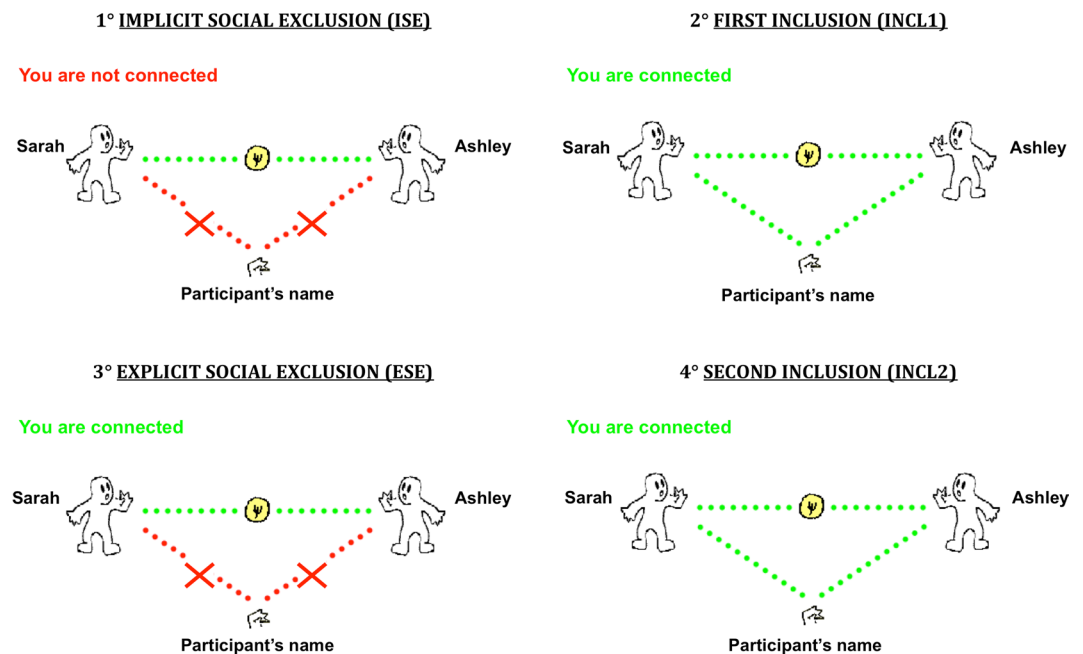 1° IMPLICIT SOCIAL EXCLUSION (ISE)
You are not connected
Sarah
Ψ
Ashley
Participant’s name
2° FIRST INCLUSION (INCL1)
You are connected
Sarah
Ψ
Ashley
Participant’s name
3° EXPLICIT SOCIAL EXCLUSION (ESE)
You are connected
Sarah
Ψ
Ashley
Participant’s name
4° SECOND INCLUSION (INCL2)
You are connected
Sarah
Ψ
Ashley
Participant’s name